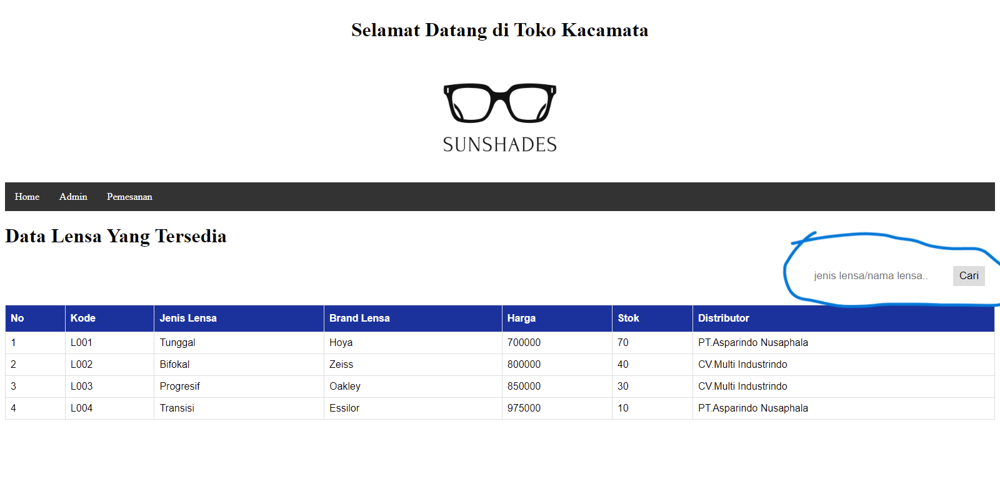 Selamat Datang di Toko Kacamata
SUNSHADES
Home Admin Pemesanan
Data Lensa Yang Tersedia
jenis lensa/nama lensa.. Cari
No Kode Jenis Lensa Brand Lensa Harga Stok Distributor
1 L001 Tunggal Hoya 700000 70 PT.Asparindo Nusaphala
2 L002 Bifokal Zeiss 800000 40 CV.Multi Industrindo
3 L003 Progresif Oakley 850000 30 CV.Multi Industrindo
4 L004 Transisi Essilor 975000 10 PT.Asparindo Nusaphala